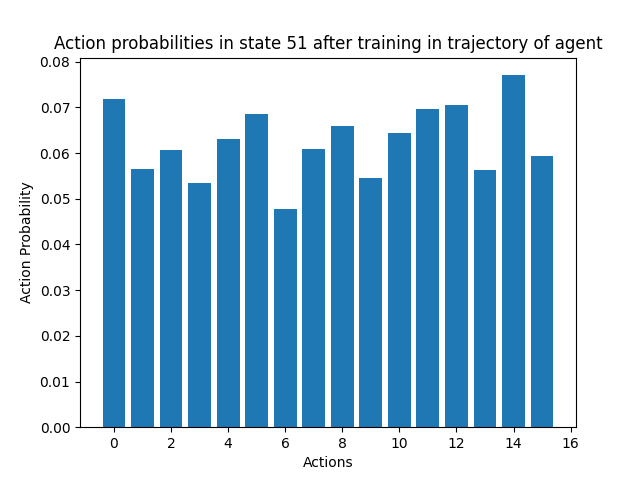 Action probabilities in state 51 after training in trajectory of agent
0.08
0.07
0.06
0.05
0.04
0.03
0.02
0.01
0.00
Action Probability
0 2 4 6 8 10 12 14 16
Actions